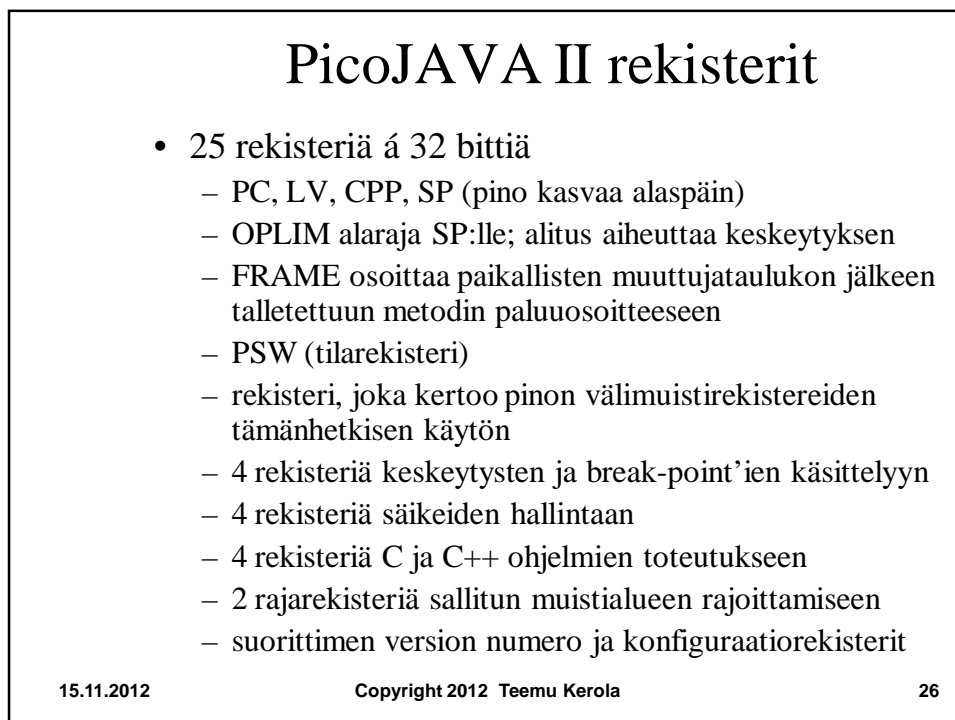 PicoJAVA II rekisterit
• 25 rekisteriä á 32 bittiä
– PC, LV, CPP, SP (pino kasvaa alaspäin)
– OPLIM alaraja SP:lle; alitus aiheuttaa keskeytyksen
– FRAME osoittaa paikallisten muuttujataulukon jälkeen
talletettuun metodin paluuosoitteeseen
– PSW (tilarekisteri)
– rekisteri, joka kertoo pinon välimuistirekistereiden
tämänhetkisen käytön
– 4 rekisteriä keskeytysten ja break-point'ien käsittelyyn
– 4 rekisteriä säikeiden hallintaan
– 4 rekisteriä C ja C++ ohjelmien toteutukseen
– 2 rajarekisteriä sallitun muistialueen rajoittamiseen
– suorittimen version numero ja konfiguraatiorekisterit
15.11.2012 Copyright 2012 Teemu Kerola 26